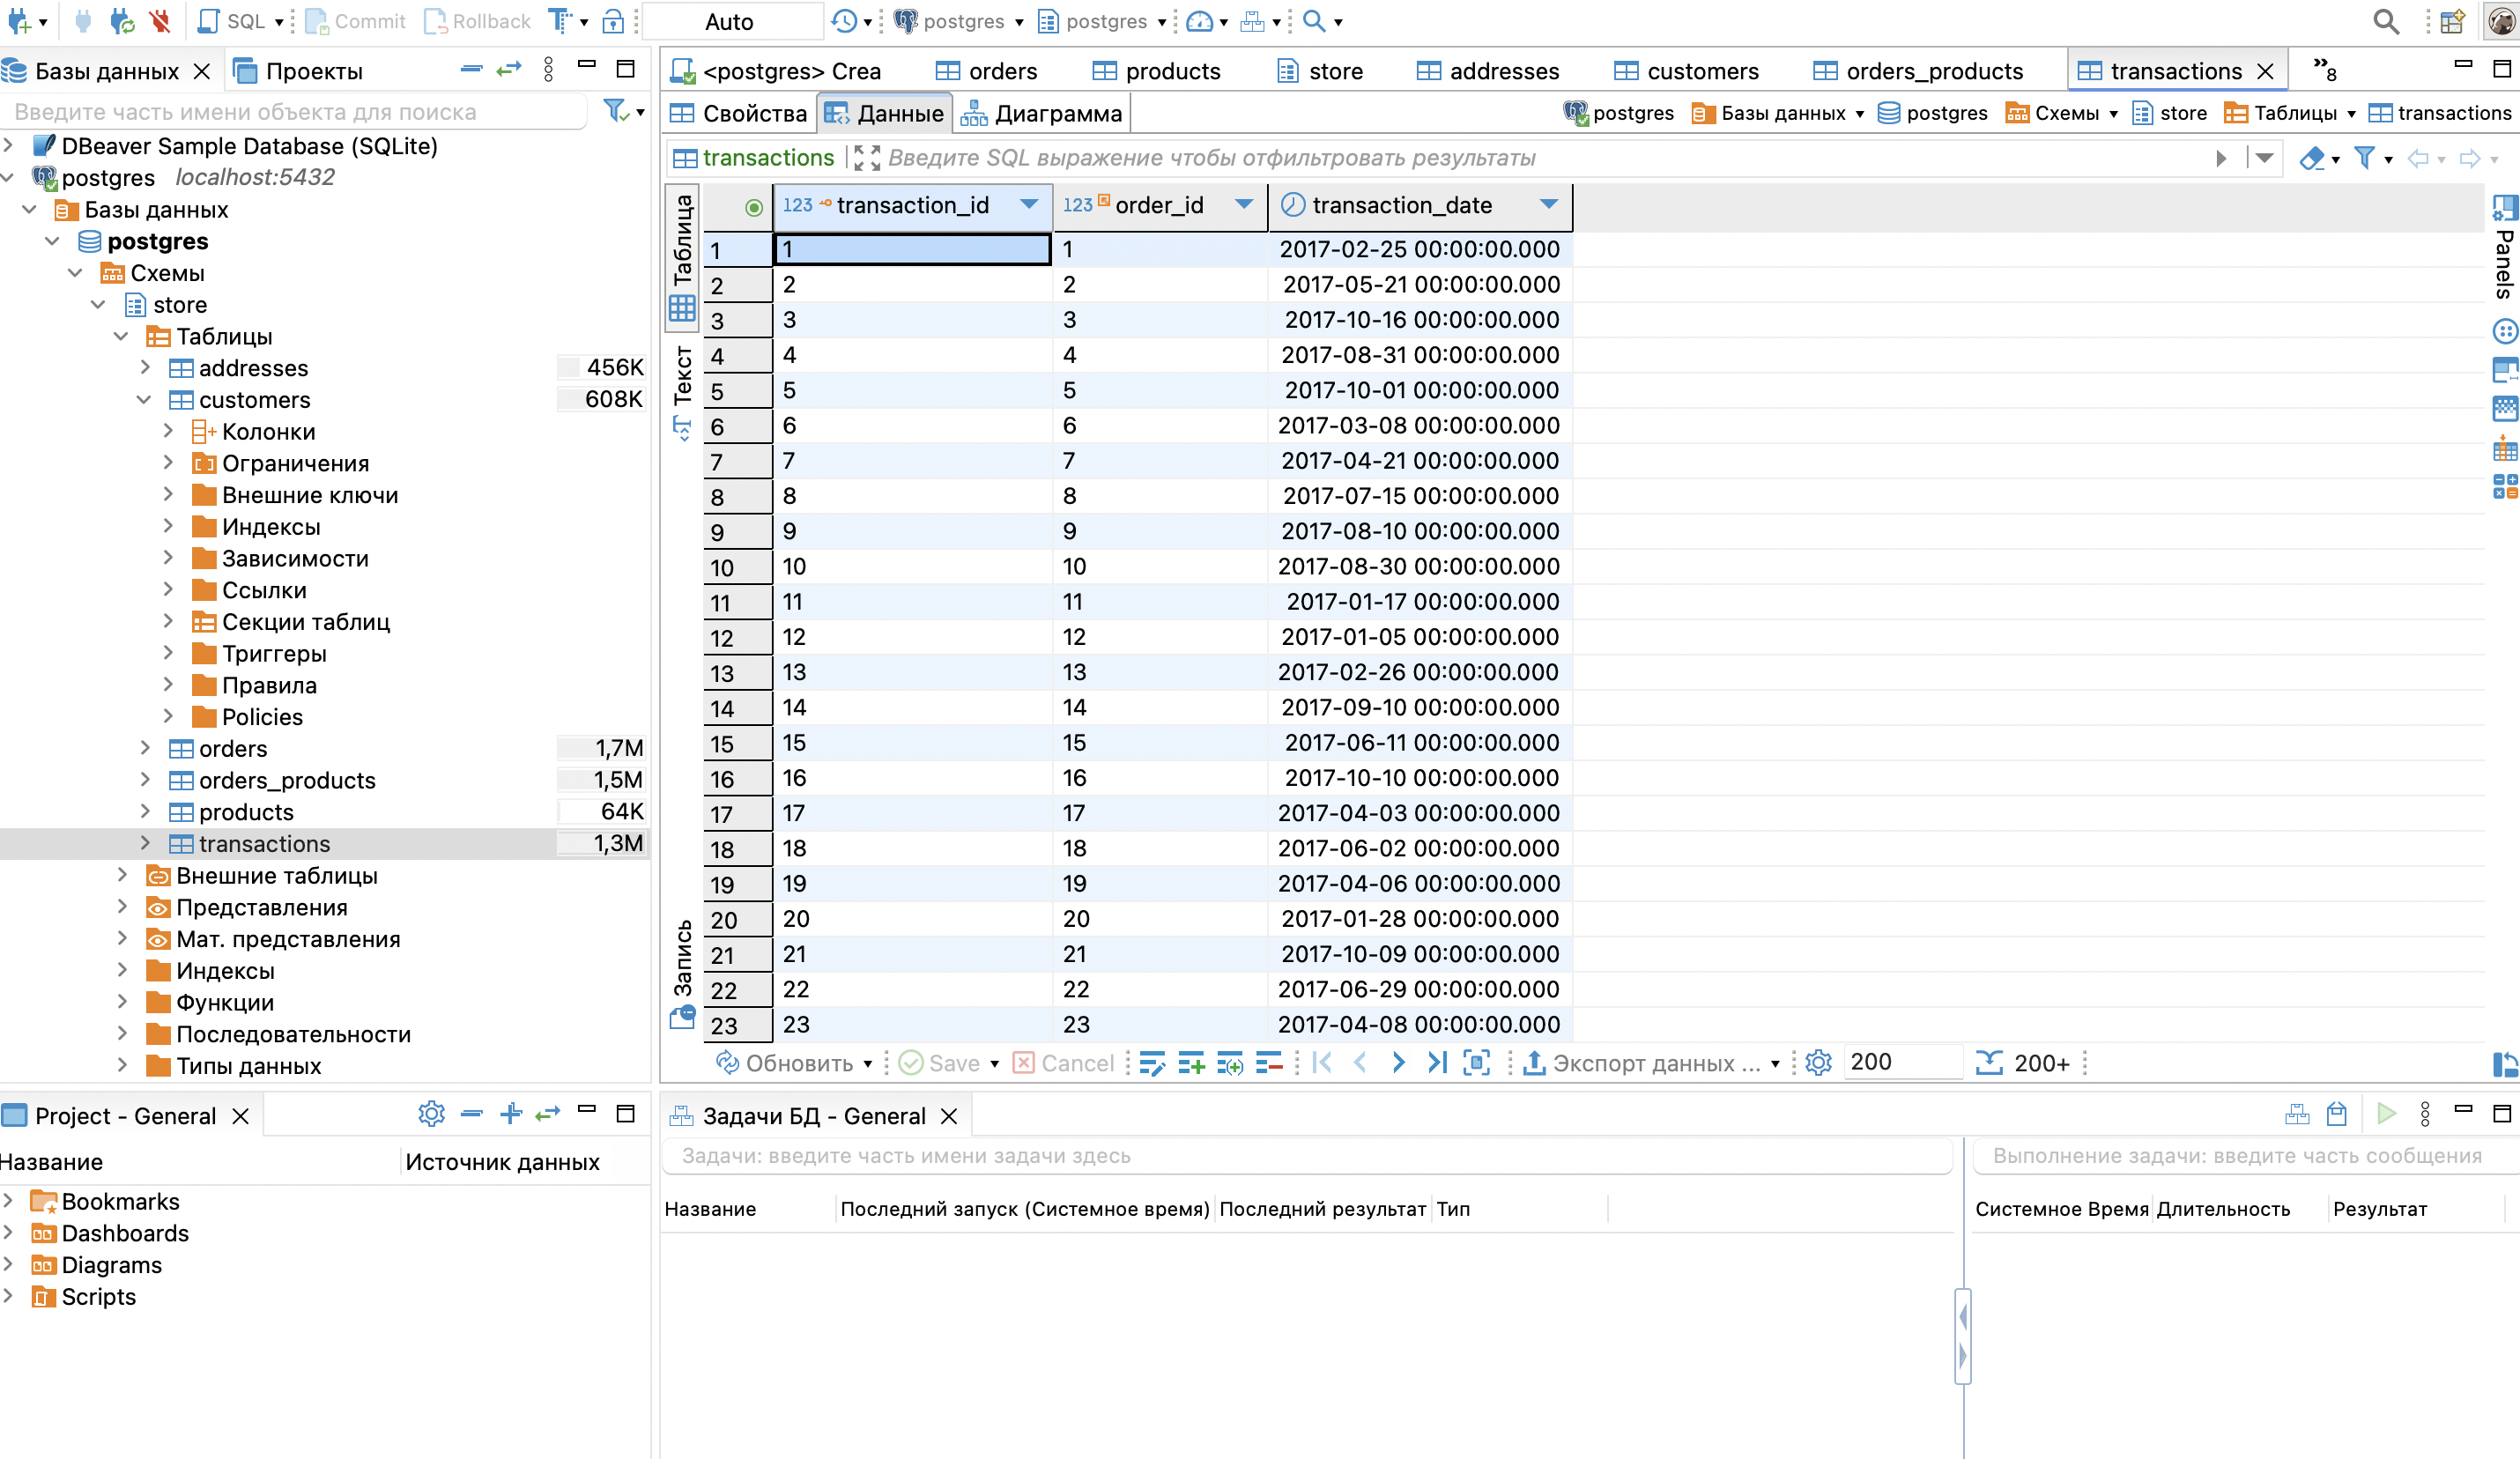 SQL Commit Rollback Auto postgres postgres
Базы данных Проекты
Введите часть имени объекта для поиска
DBeaver Sample Database (SQLite)
postgres localhost:5432
Базы данных
postgres
Схемы
store
Таблицы
addresses 456K
customers 608K
Колонки
Ограничения
Внешние ключи
Индексы
Зависимости
Ссылки
Секции таблиц
Триггеры
Правила
Policies
orders 1,7M
orders_products 1,5M
products 64K
transactions 1,3M
Внешние таблицы
Представления
Мат. представления
Индексы
Функции
Последовательности
Типы данных
<postgres> Crea orders products store addresses customers orders_products transactions »8
Свойства Данные Диаграмма postgres Базы данных postgres Схемы store Таблицы transactions
transactions Введите SQL выражение чтобы отфильтровать результаты
Таблица
Текст
Запись
Panels
123 transaction_id 123 order_id transaction_date
1 1 1 2017-02-25 00:00:00.000
2 2 2 2017-05-21 00:00:00.000
3 3 3 2017-10-16 00:00:00.000
4 4 4 2017-08-31 00:00:00.000
5 5 5 2017-10-01 00:00:00.000
6 6 6 2017-03-08 00:00:00.000
7 7 7 2017-04-21 00:00:00.000
8 8 8 2017-07-15 00:00:00.000
9 9 9 2017-08-10 00:00:00.000
10 10 10 2017-08-30 00:00:00.000
11 11 11 2017-01-17 00:00:00.000
12 12 12 2017-01-05 00:00:00.000
13 13 13 2017-02-26 00:00:00.000
14 14 14 2017-09-10 00:00:00.000
15 15 15 2017-06-11 00:00:00.000
16 16 16 2017-10-10 00:00:00.000
17 17 17 2017-04-03 00:00:00.000
18 18 18 2017-06-02 00:00:00.000
19 19 19 2017-04-06 00:00:00.000
20 20 20 2017-01-28 00:00:00.000
21 21 21 2017-10-09 00:00:00.000
22 22 22 2017-06-29 00:00:00.000
23 23 23 2017-04-08 00:00:00.000
Обновить Save Cancel Экспорт данных ... 200 200+
Project - General
Название Источник данных
Bookmarks
Dashboards
Diagrams
Scripts
Задачи БД - General
Задачи: введите часть имени задачи здесь
Выполнение задачи: введите часть сообщения
Название Последний запуск (Системное время) Последний результат Тип
Системное Время Длительность Результат